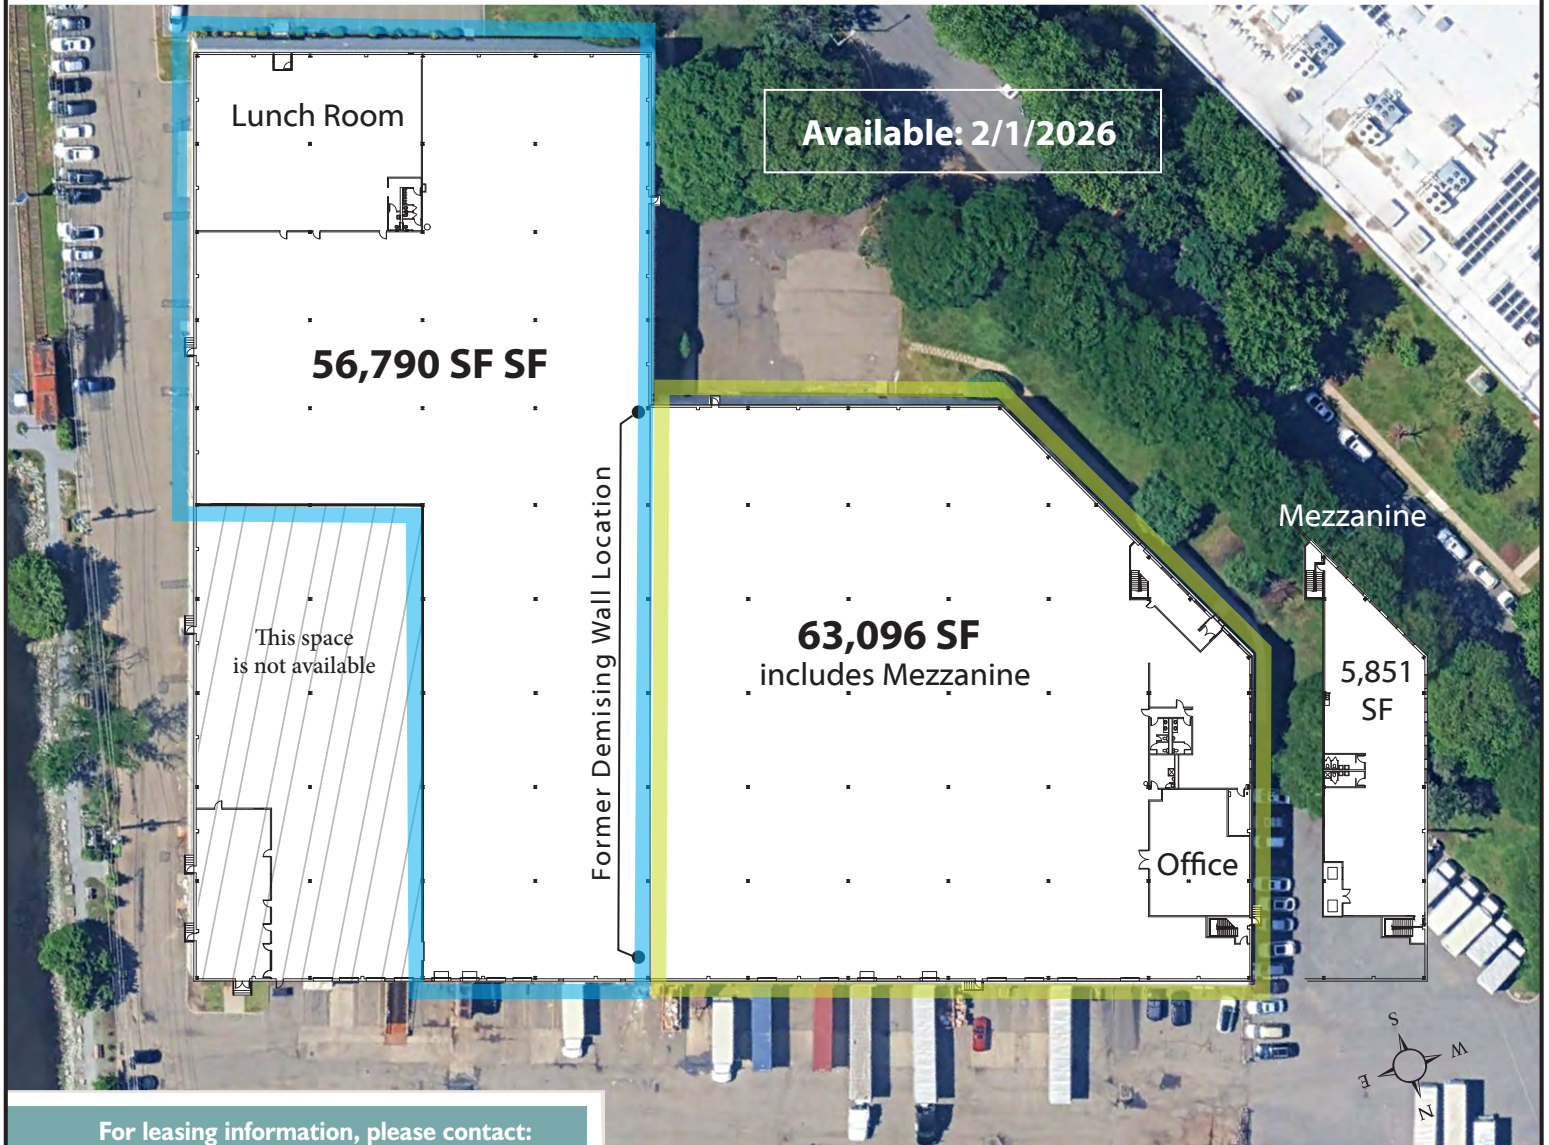 Lunch Room
Available: 2/1/2026
56,790 SF SF
Former Demising Wall Location
Mezzanine
This space
is not available
63,096 SF
includes Mezzanine
5,851
SF
Office
S
W
E
N
For leasing information, please contact: